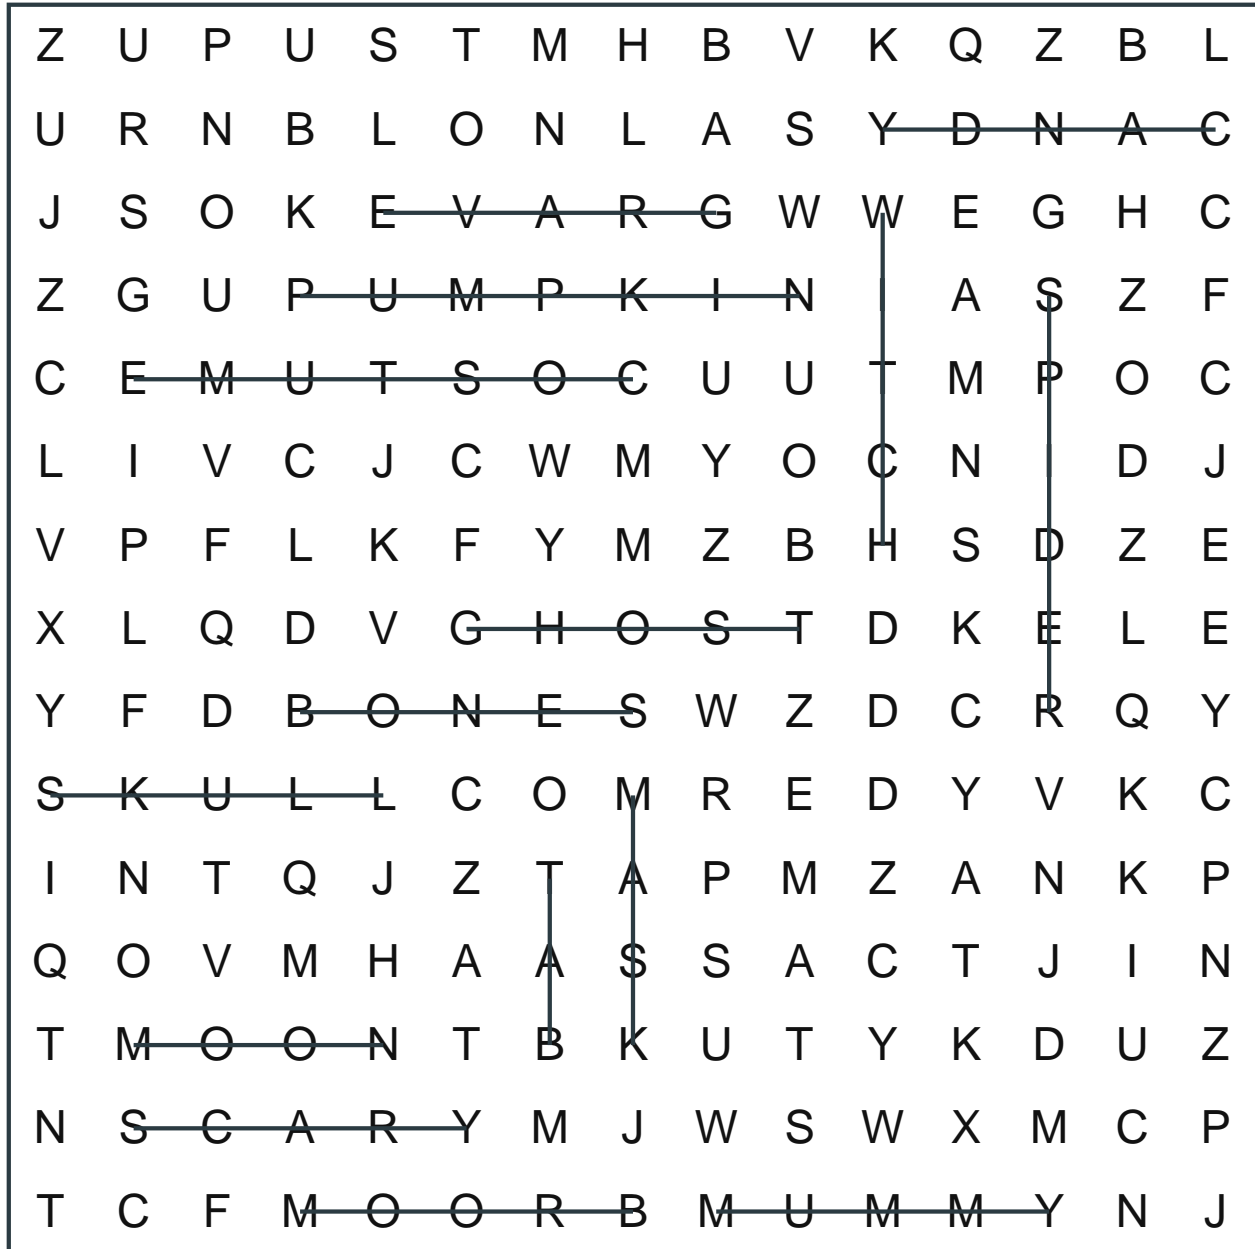 Z U P U S T M H B V K Q Z B L
U R N B L O N L A S Y D N A C
J S O K E V A R G W W E G H C
Z G U P U M P K I N I A S Z F
C E M U T S O C U U T M P O C
L I V C J C W M Y O C N I D J
V P F L K F Y M Z B H S D Z E
X L Q D V G H O S T D K E L E
Y F D B O N E S W Z D C R Q Y
S K U L L C O M R E D Y V K C
I N T Q J Z T A P M Z A N K P
Q O V M H A A S S A C T J I N
T M O O N T B K U T Y K D U Z
N S C A R Y M J W S W X M C P
T C F M O O R B M U M M Y N J